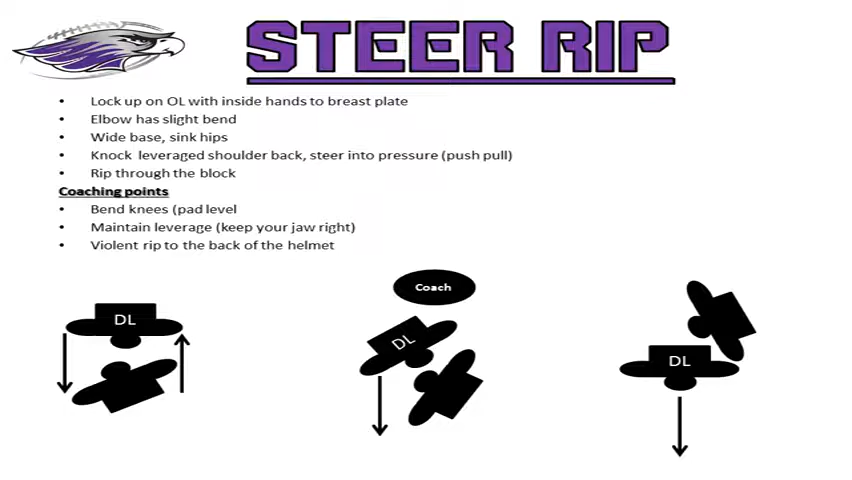 STEER RIP
• Lock up on OL with inside hands to breast plate
• Elbow has slight bend
• Wide base, sink hips
• Knock leveraged shoulder back, steer into pressure (push pull)
• Rip through the block
Coaching points
• Bend knees (pad level
• Maintain leverage (keep your jaw right)
• Violent rip to the back of the helmet
Coach
DL
DL
DL